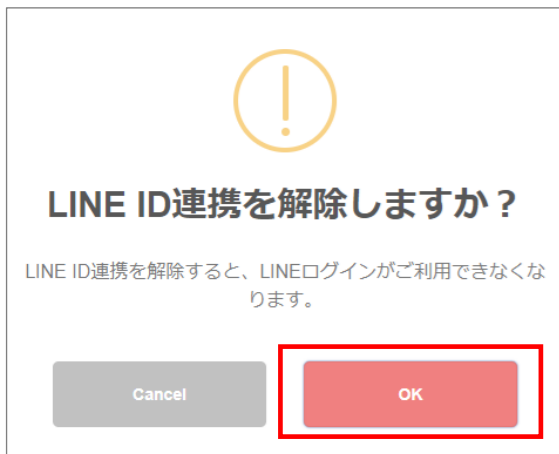 LINE ID連携を解除しますか？
LINE ID連携を解除すると、LINEログインがご利用できなくな
ります。
Cancel
OK